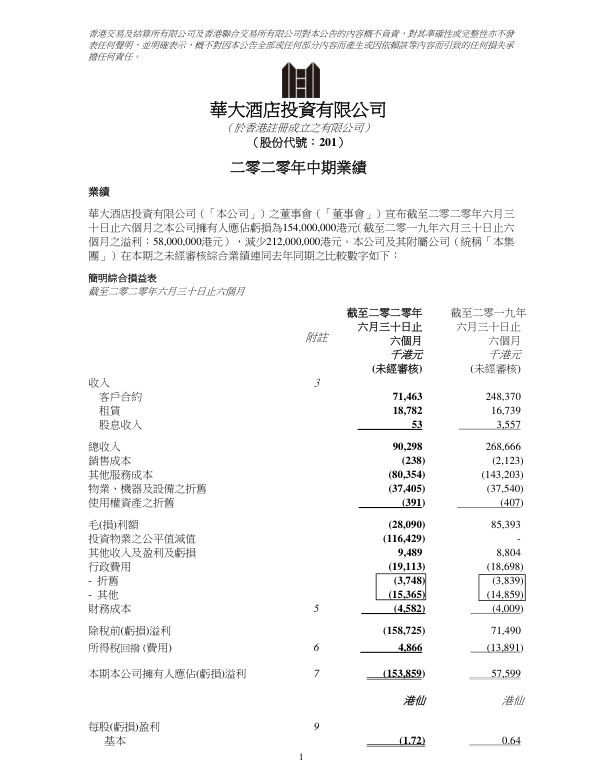 香港交易及結算所有限公司及香港聯合交易所有限公司對本公告的內容概不負責，對其準確性或完整性亦不發
表任何聲明，並明確表示，概不對因本公告全部或任何部分內容而產生或因依賴該等內容而引致的任何損失承
擔任何責任。
華大酒店投資有限公司
（於香港註冊成立之有限公司）
（股份代號：201）
二零二零年中期業績
業績
華大酒店投資有限公司（「本公司」）之董事會（「董事會」）宣布截至二零二零年六月三
十日止六個月之本公司擁有人應佔虧損為154,000,000港元(截至二零一九年六月三十日止六
個月之溢利：58,000,000港元），減少212,000,000港元。本公司及其附屬公司（統稱「本集
團」）在本期之未經審核綜合業績連同去年同期之比較數字如下：
簡明綜合損益表
截至二零二零年六月三十日止六個月
截至二零二零年 截至二零一九年
六月三十日止 六月三十日止
附註 六個月 六個月
千港元 千港元
(未經審核) (未經審核)
收入 3
客戶合約 71,463 248,370
租賃 18,782 16,739
股息收入 53 3,557
總收入 90,298 268,666
銷售成本 (238) (2,123)
其他服務成本 (80,354) (143,203)
物業、機器及設備之折舊 (37,405) (37,540)
使用權資產之折舊 (391) (407)
毛(損)利額 (28,090) 85,393
投資物業之公平值減值 (116,429) -
其他收入及盈利及虧損 9,489 8,804
行政費用 (19,113) (18,698)
- 折舊 (3,748) (3,839)
- 其他 (15,365) (14,859)
財務成本 5 (4,582) (4,009)
除稅前(虧損)溢利 (158,725) 71,490
所得稅回撥 (費用) 6 4,866 (13,891)
本期本公司擁有人應佔(虧損)溢利 7 (153,859) 57,599
港仙 港仙
每股(虧損)盈利 9
基本 (1.72) 0.64
1